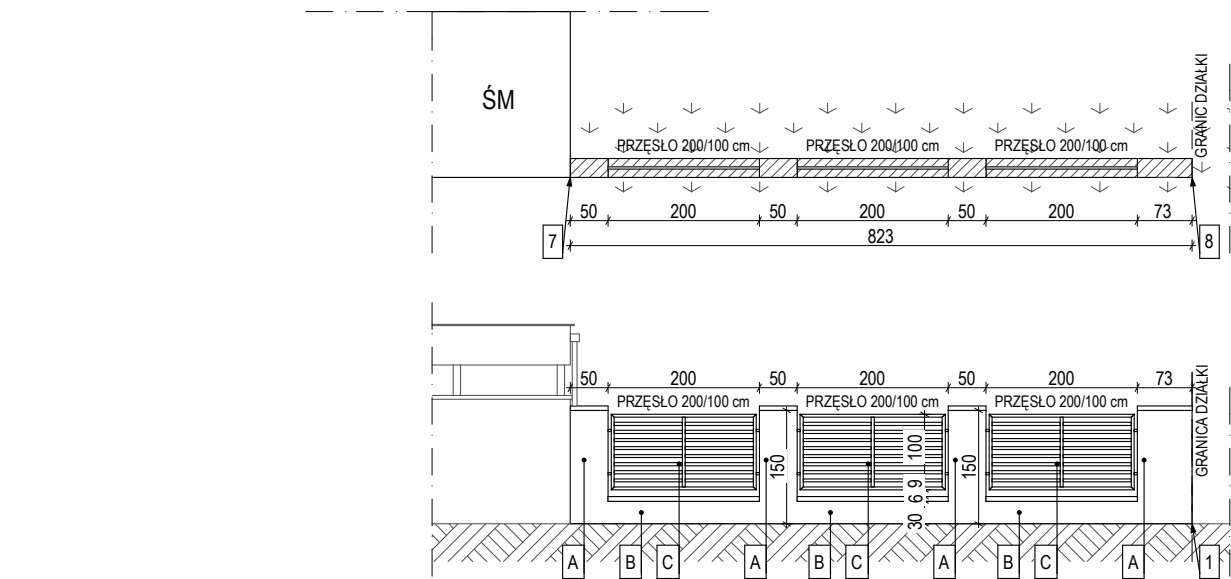 ŚM
GRANIC DZIAŁKI
PRZĘSŁO 200/100 cm PRZĘSŁO 200/100 cm PRZĘSŁO 200/100 cm
50 200 50 200 50 200 73
7 823 8
50 200 50 200 50 200 73
GRANICA DZIAŁKI
PRZĘSŁO 200/100 cm PRZĘSŁO 200/100 cm PRZĘSŁO 200/100 cm
150 100 150
9
6
30
A B C A B C A B C A 1